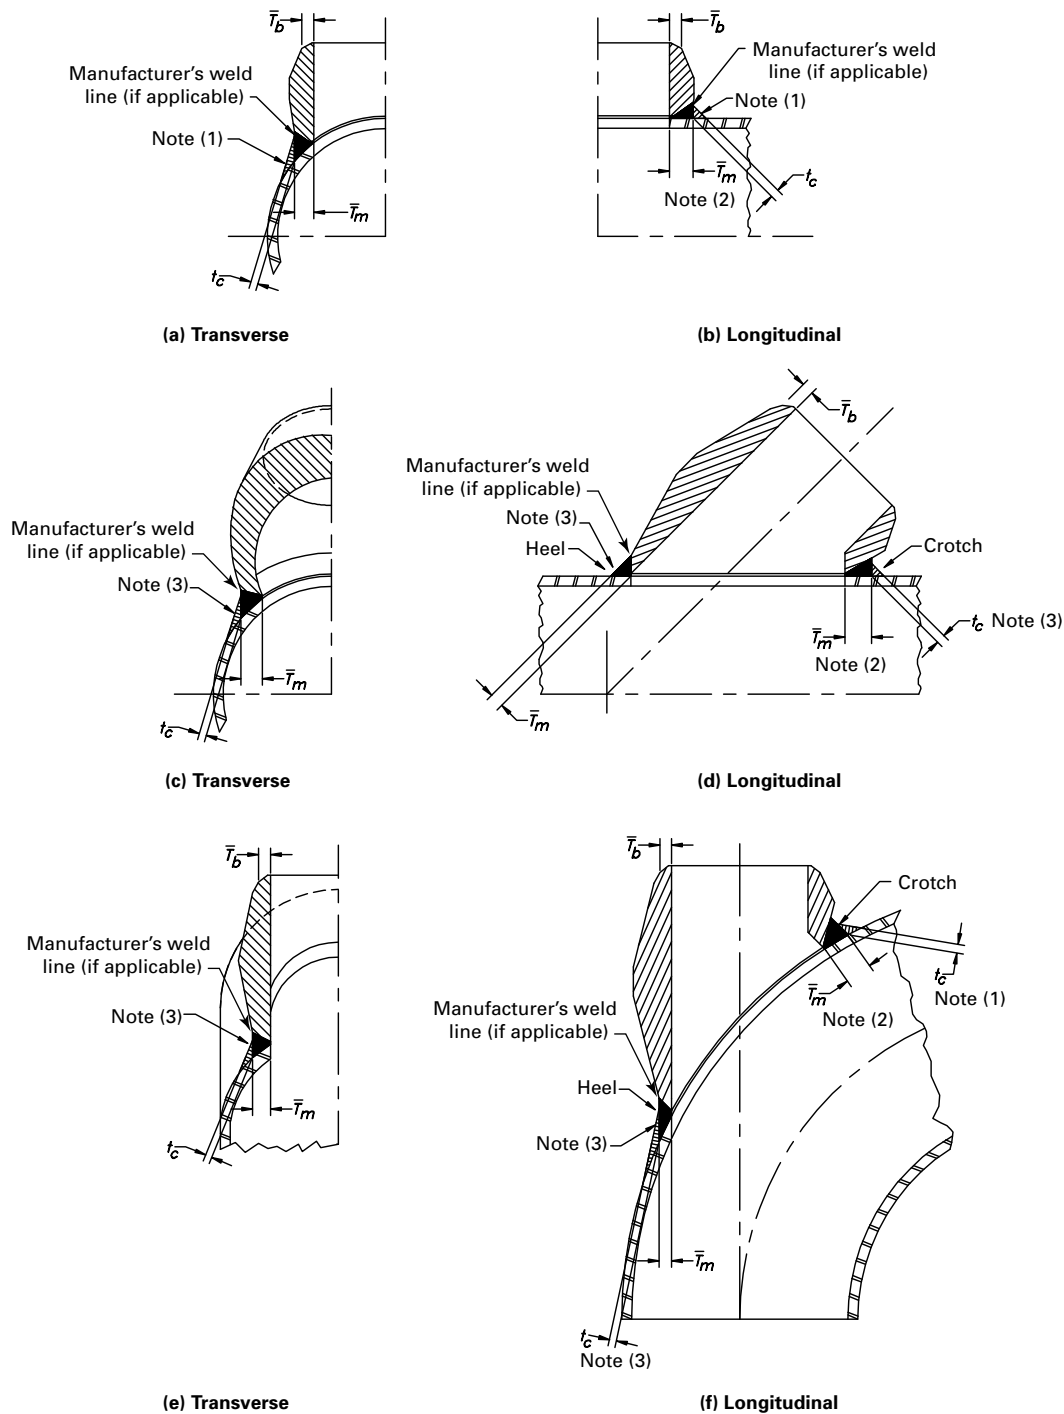 T̅b
Manufacturer's weld
line (if applicable)
Note (1)
T̅m
tc
(a) Transverse
T̅b
Manufacturer's weld
line (if applicable)
Note (1)
T̅m
Note (2)
tc
(b) Longitudinal
Manufacturer's weld
line (if applicable)
Note (3)
T̅m
tc
(c) Transverse
T̅b
Manufacturer's weld
line (if applicable)
Note (3)
Heel
Crotch
tc Note (3)
T̅m
Note (2)
T̅m
(d) Longitudinal
T̅b
Manufacturer's weld
line (if applicable)
Note (3)
T̅m
tc
(e) Transverse
T̅b
Crotch
tc
Note (1)
T̅m
Note (2)
Manufacturer's weld
line (if applicable)
Heel
Note (3)
T̅m
tc
Note (3)
(f) Longitudinal